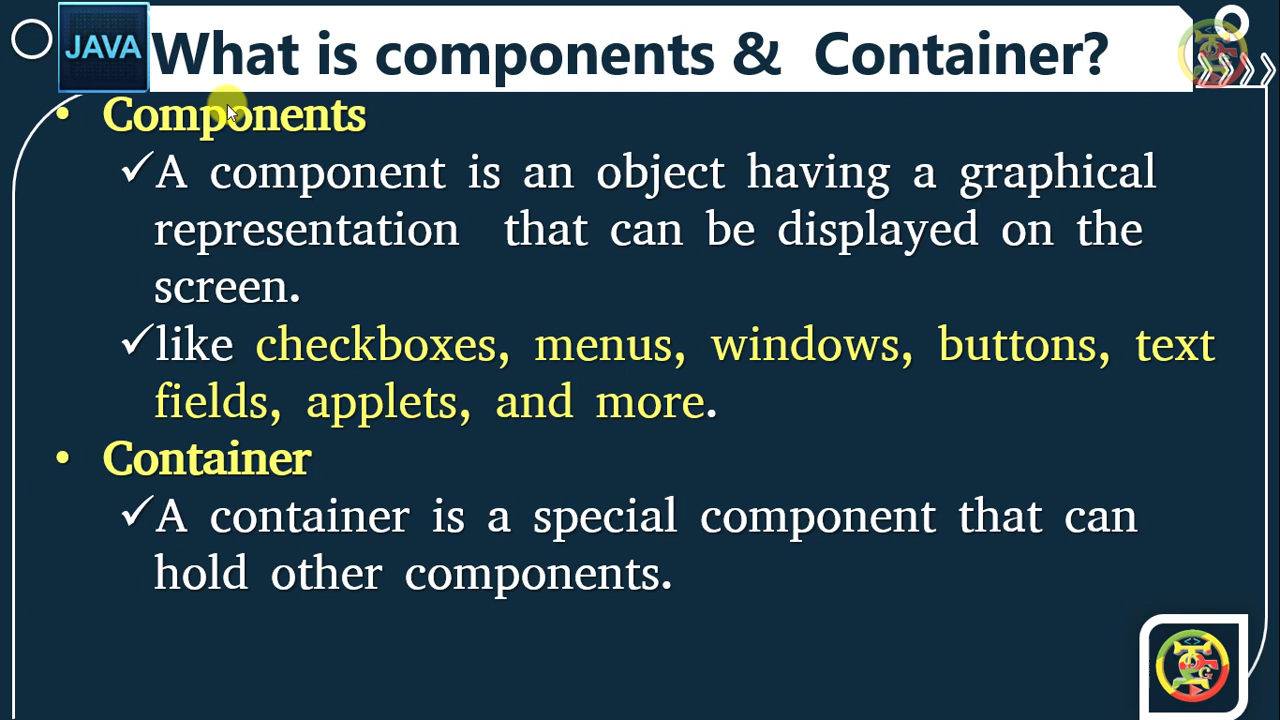 JAVA
What is components & Container?
• Components
✓A component is an object having a graphical
representation that can be displayed on the
screen.
✓like checkboxes, menus, windows, buttons, text
fields, applets, and more.
• Container
✓A container is a special component that can
hold other components.